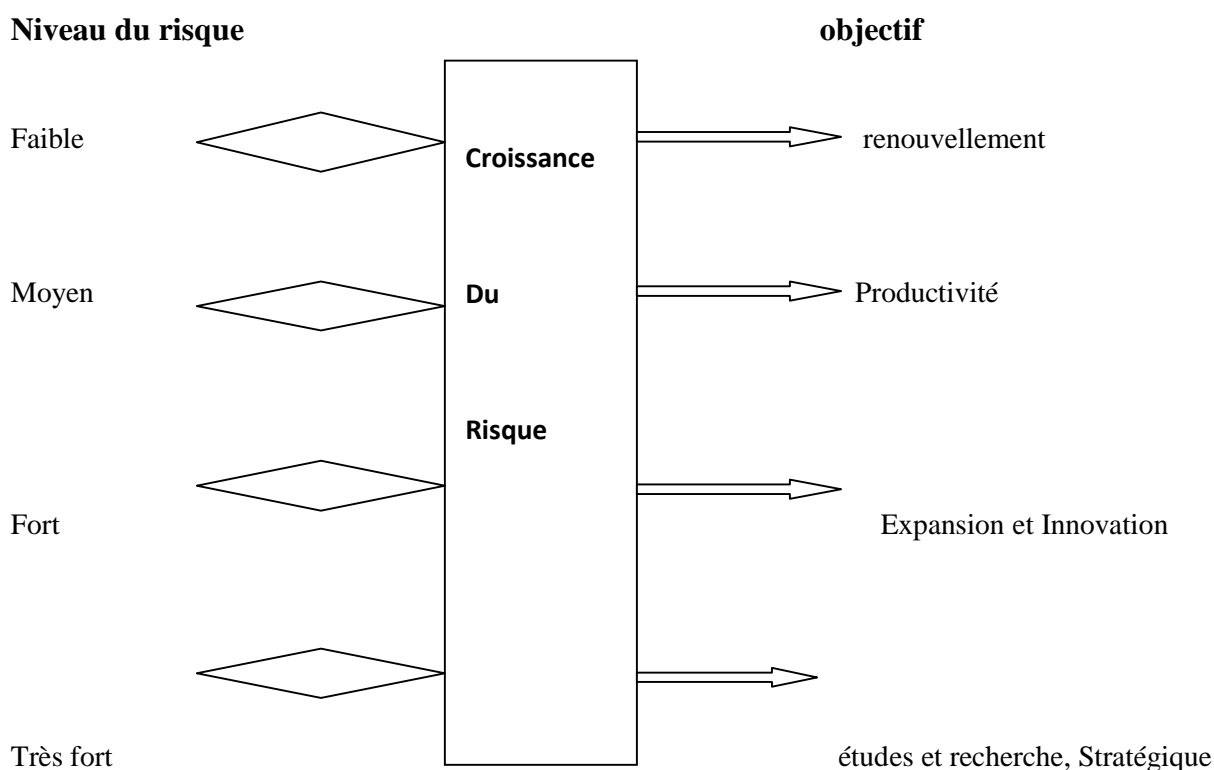 Niveau du risque objectif
Faible Croissance renouvellement
Moyen Du Productivité
Risque
Fort Expansion et Innovation
Très fort études et recherche, Stratégique